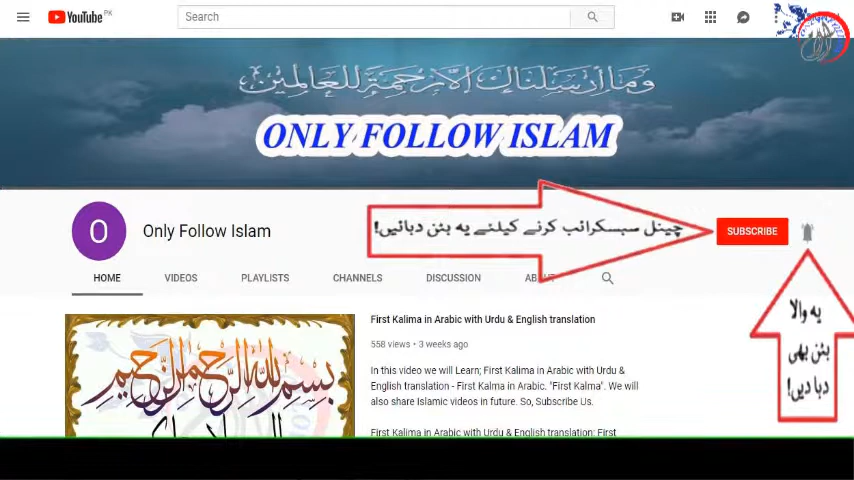 YouTube PK
Search
وما ارسلناك الا رحمة للعالمين
ONLY FOLLOW ISLAM
O
Only Follow Islam
چینل سبسکرائب کرنے کیلئے یہ بٹن دبائیں!
SUBSCRIBE
HOME VIDEOS PLAYLISTS CHANNELS DISCUSSION ABOUT
یہ والا
بٹن بھی
دبا دیں!
First Kalima in Arabic with Urdu & English translation
558 views • 3 weeks ago
In this video we will Learn; First Kalima in Arabic with Urdu &
English translation - First Kalma in Arabic. "First Kalma". We will
also share Islamic videos in future. So, Subscribe Us.
First Kalima in Arabic with Urdu & English translation: First
بسم الله الرحمن الرحيم